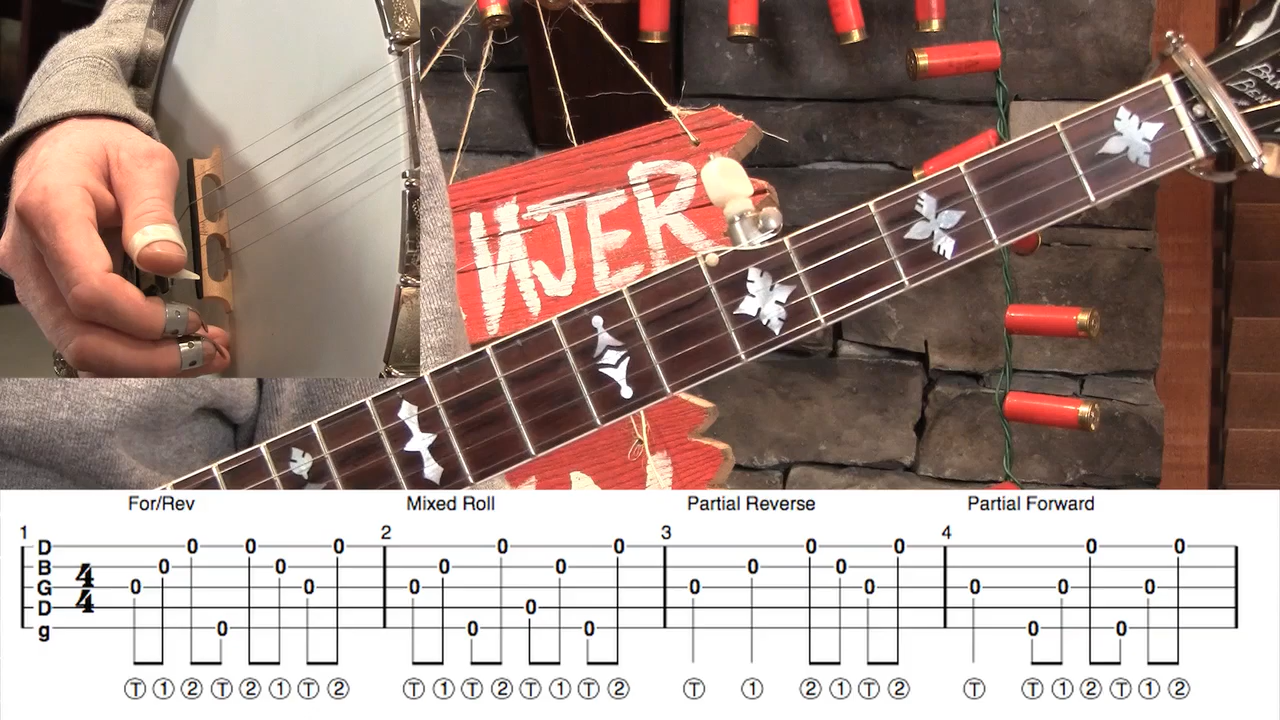 NJER
For/Rev Mixed Roll Partial Reverse Partial Forward
1 2 3 4
D 0 0 0 0 0 0 0 0 0
B 0 0 0 0 0 0
G 4 0 0 0 0 0 0 0 0
D 4 0
g 0 0 0 0 0
T 1 2 T 2 1 T 2 T 1 T 2 T 1 T 2 T 1 2 1 T 2 T T 1 2 T 1 2